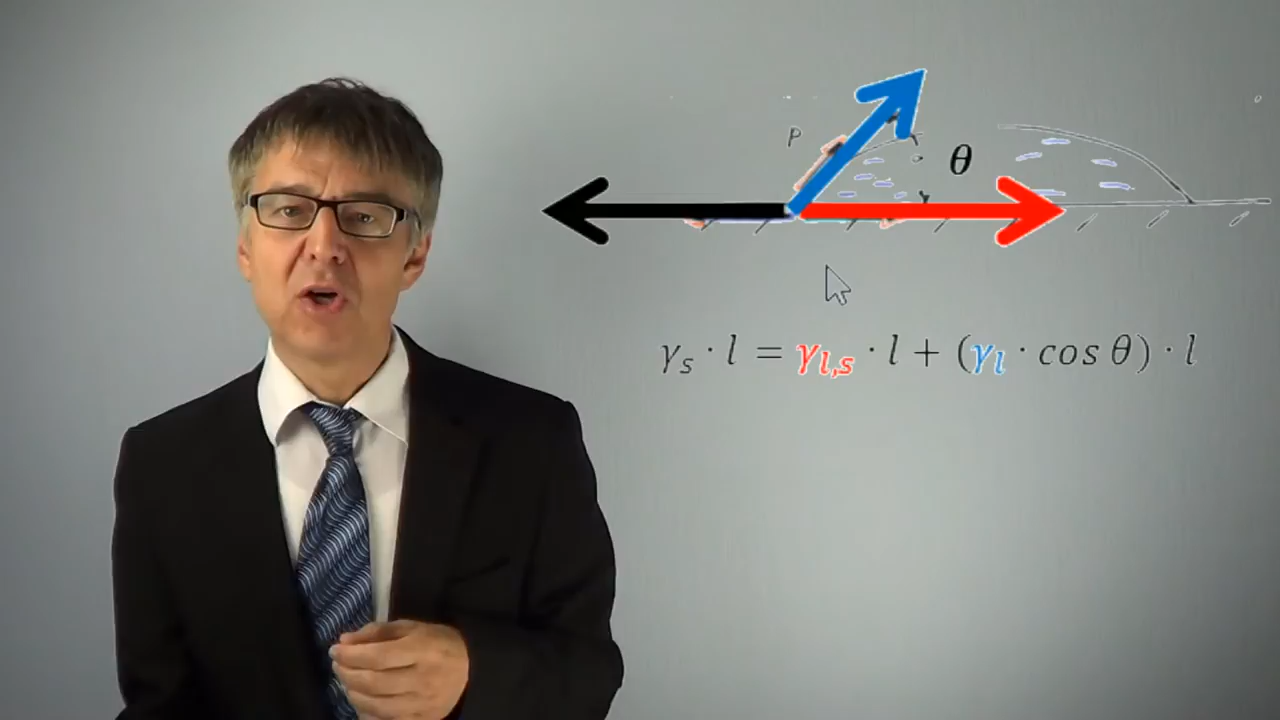 P
θ
γₛ · l = γₗ,ₛ · l + (γₗ · cos θ) · l